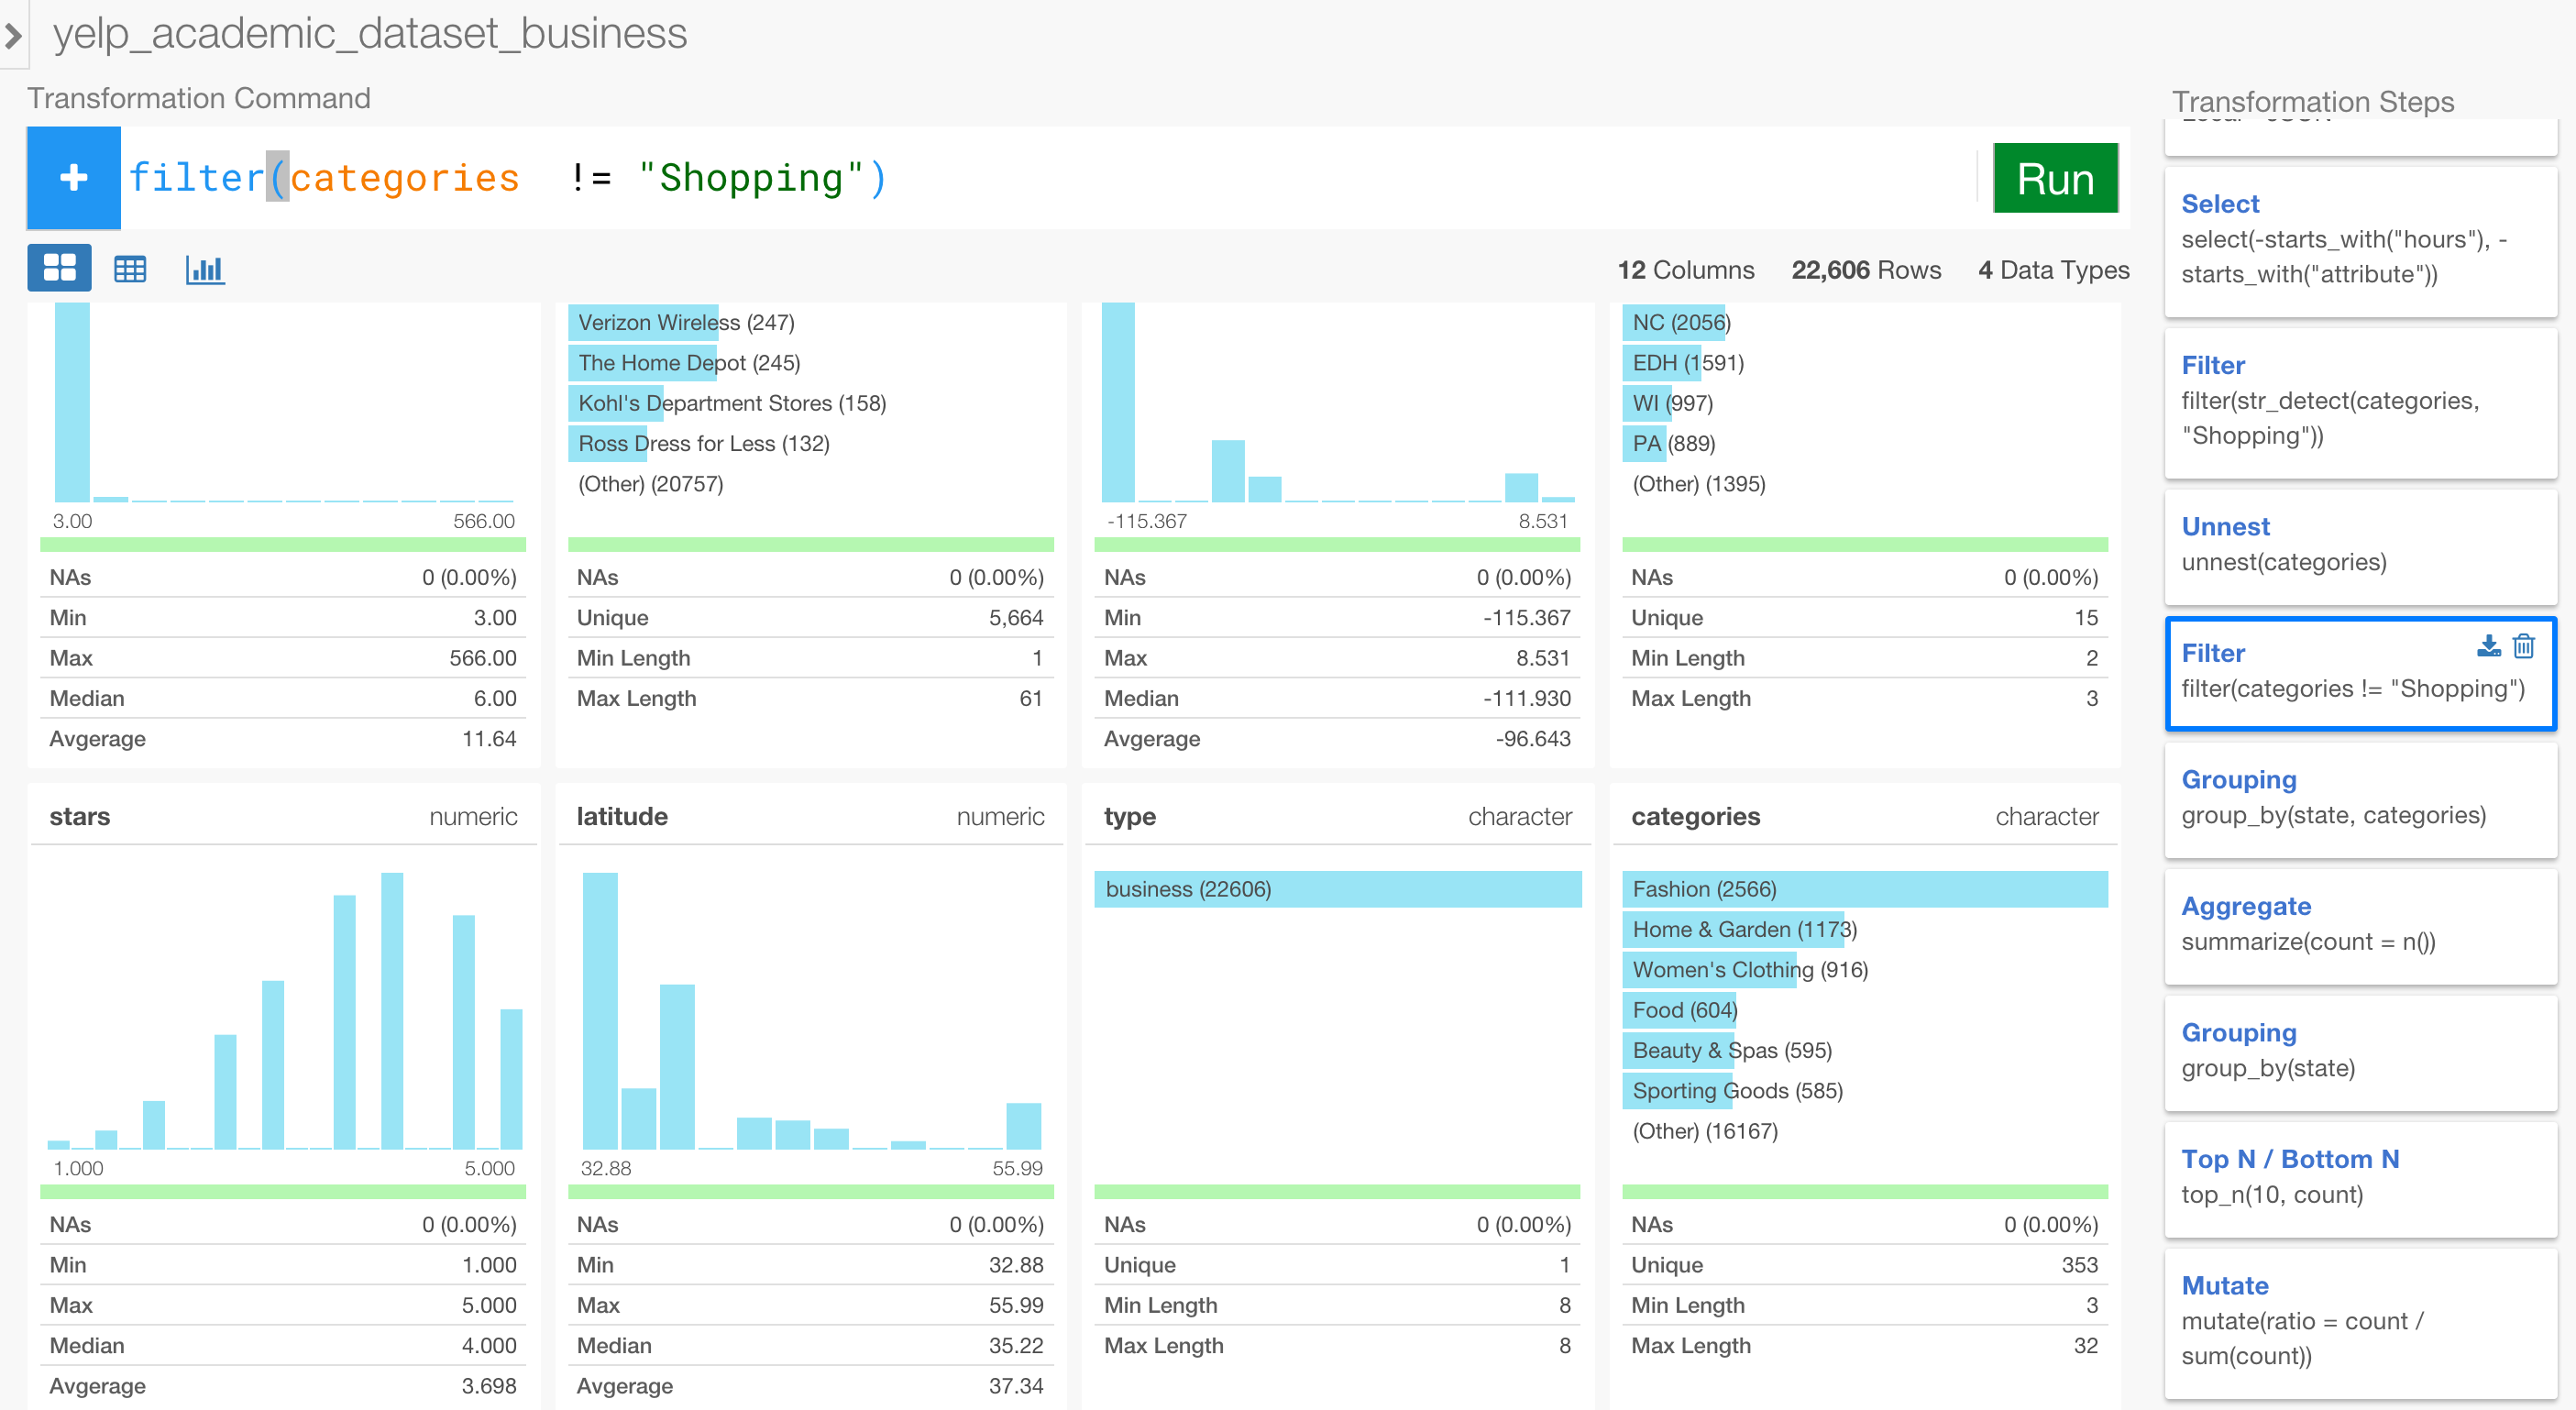 yelp_academic_dataset_business
Transformation Command
filter(categories  != "Shopping")
Run
12 Columns 22,606 Rows 4 Data Types
3.00 566.00
NAs 0 (0.00%)
Min 3.00
Max 566.00
Median 6.00
Avgerage 11.64
Verizon Wireless (247)
The Home Depot (245)
Kohl's Department Stores (158)
Ross Dress for Less (132)
(Other) (20757)
NAs 0 (0.00%)
Unique 5,664
Min Length 1
Max Length 61
-115.367 8.531
NAs 0 (0.00%)
Min -115.367
Max 8.531
Median -111.930
Avgerage -96.643
NC (2056)
EDH (1591)
WI (997)
PA (889)
(Other) (1395)
NAs 0 (0.00%)
Unique 15
Min Length 2
Max Length 3
stars numeric
1.000 5.000
NAs 0 (0.00%)
Min 1.000
Max 5.000
Median 4.000
Avgerage 3.698
latitude numeric
32.88 55.99
NAs 0 (0.00%)
Min 32.88
Max 55.99
Median 35.22
Avgerage 37.34
type character
business (22606)
NAs 0 (0.00%)
Unique 1
Min Length 8
Max Length 8
categories character
Fashion (2566)
Home & Garden (1173)
Women's Clothing (916)
Food (604)
Beauty & Spas (595)
Sporting Goods (585)
(Other) (16167)
NAs 0 (0.00%)
Unique 353
Min Length 3
Max Length 32
Transformation Steps
Select
select(-starts_with("hours"), -
starts_with("attribute"))
Filter
filter(str_detect(categories,
"Shopping"))
Unnest
unnest(categories)
Filter
filter(categories != "Shopping")
Grouping
group_by(state, categories)
Aggregate
summarize(count = n())
Grouping
group_by(state)
Top N / Bottom N
top_n(10, count)
Mutate
mutate(ratio = count /
sum(count))